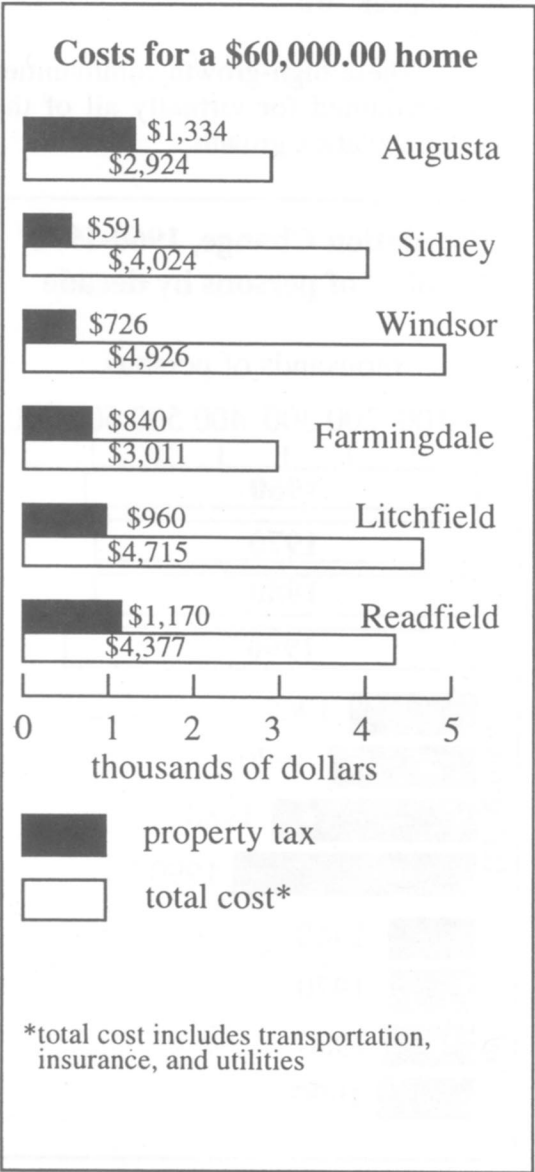 Costs for a $60,000.00 home
$1,334
$2,924
Augusta
$591
$,4,024
Sidney
$726
$4,926
Windsor
$840
$3,011
Farmingdale
$960
$4,715
Litchfield
$1,170
$4,377
Readfield
0 1 2 3 4 5
thousands of dollars
property tax
total cost*
*total cost includes transportation,
insurance, and utilities